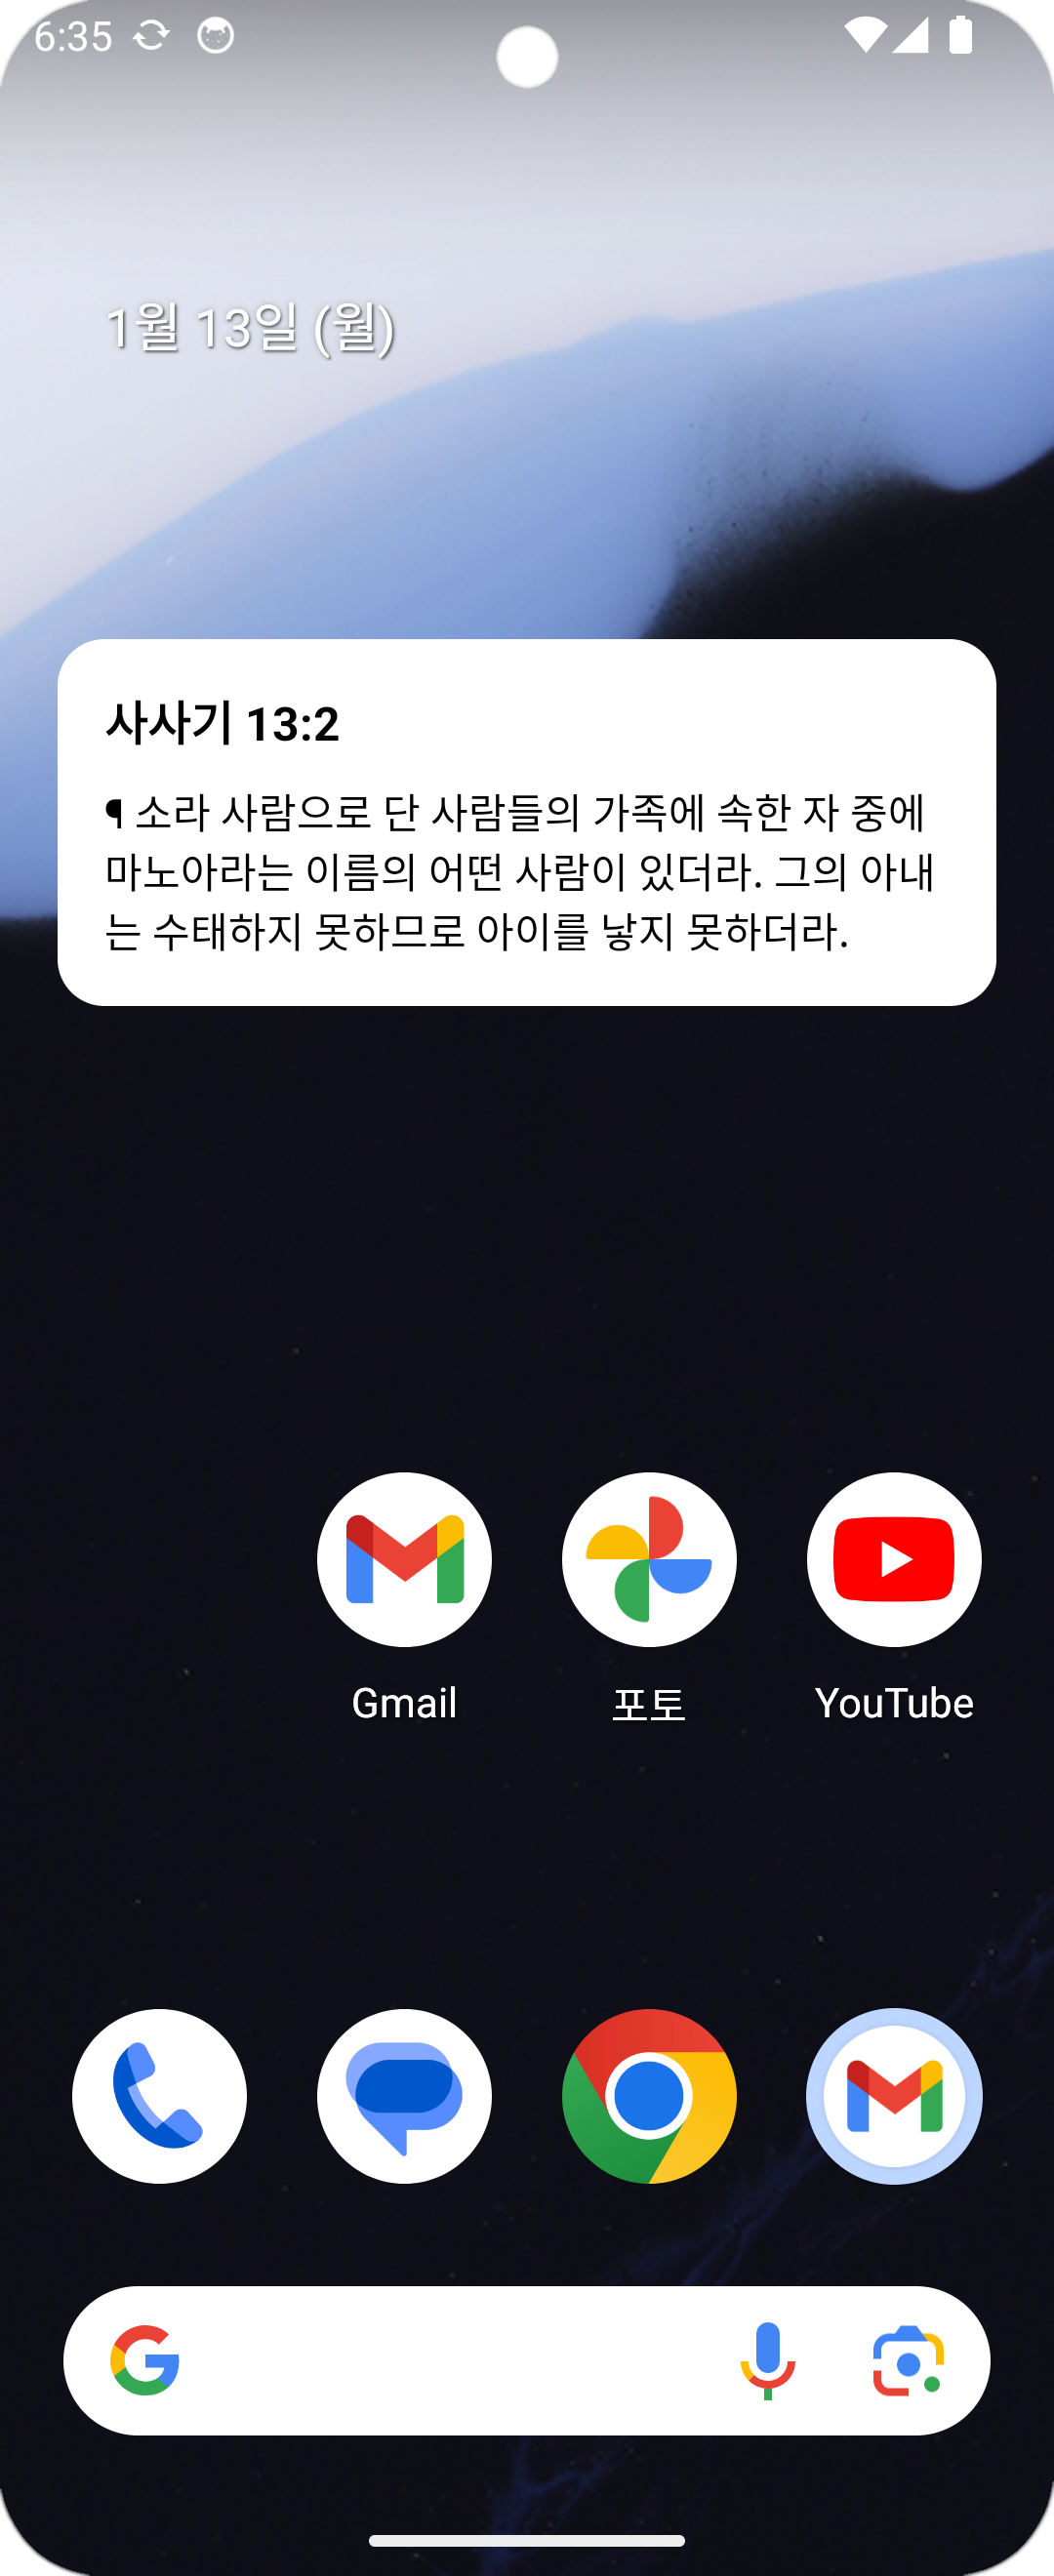 6:35
1월 13일 (월)
사사기 13:2
¶ 소라 사람으로 단 사람들의 가족에 속한 자 중에
마노아라는 이름의 어떤 사람이 있더라. 그의 아내
는 수태하지 못하므로 아이를 낳지 못하더라.
Gmail 포토 YouTube